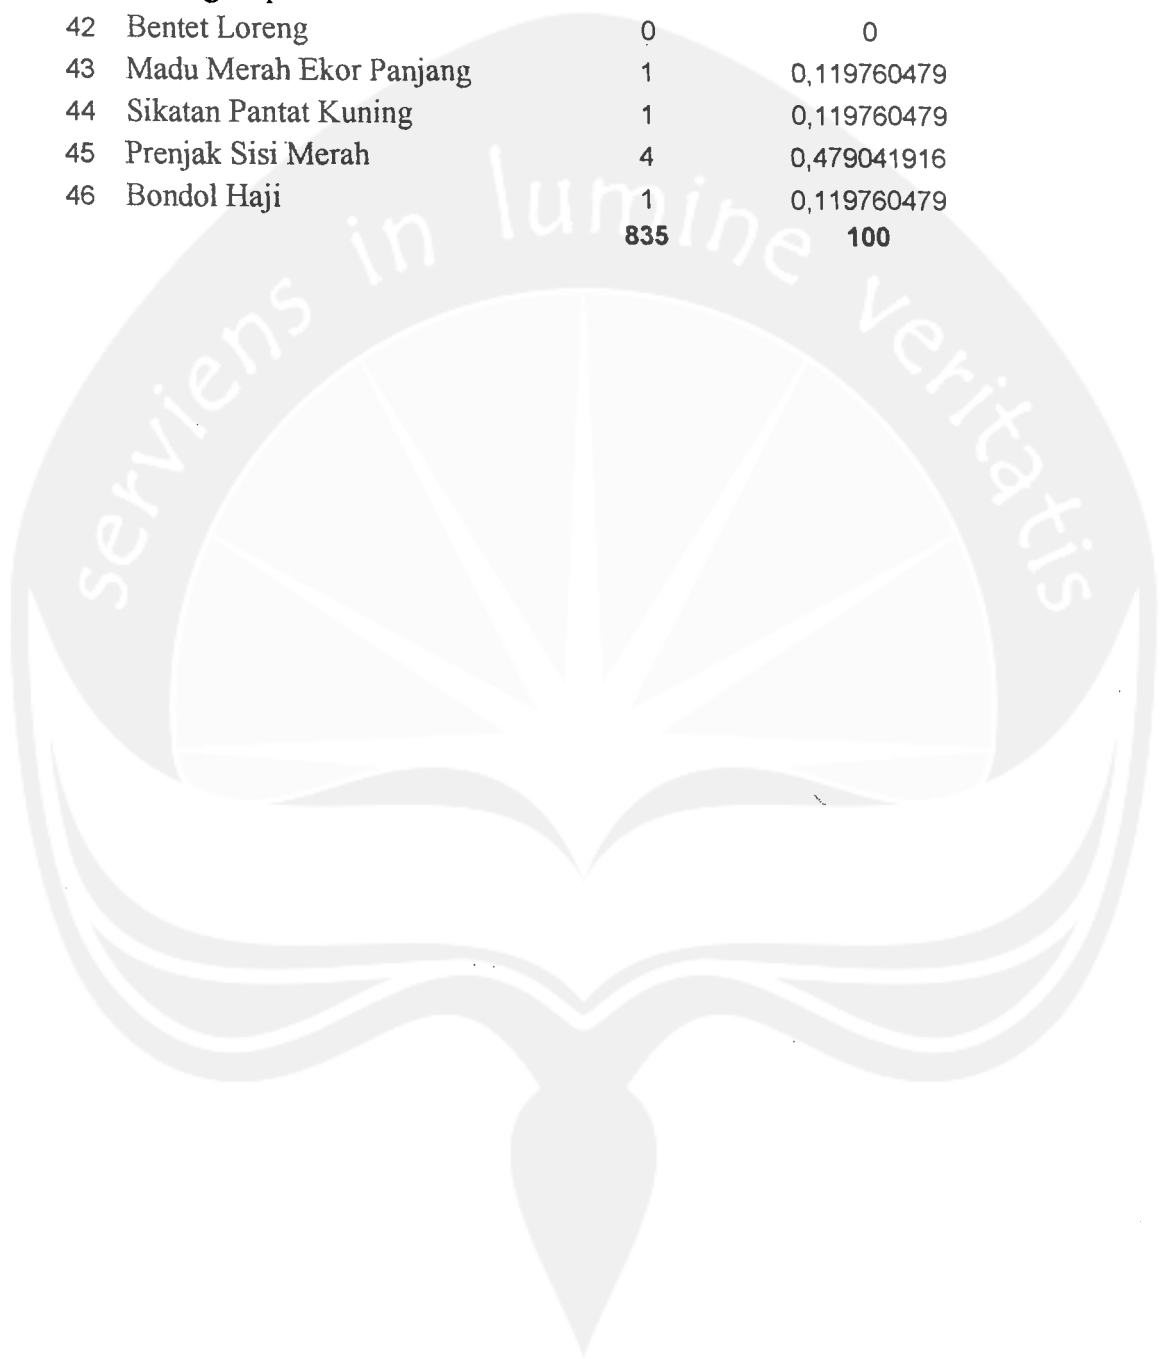 42 Bentet Loreng 0 0
43 Madu Merah Ekor Panjang 1 0,119760479
44 Sikatan Pantat Kuning 1 0,119760479
45 Prenjak Sisi Merah 4 0,479041916
46 Bondol Haji 1 0,119760479
835 100
serviens in lumine veritatis